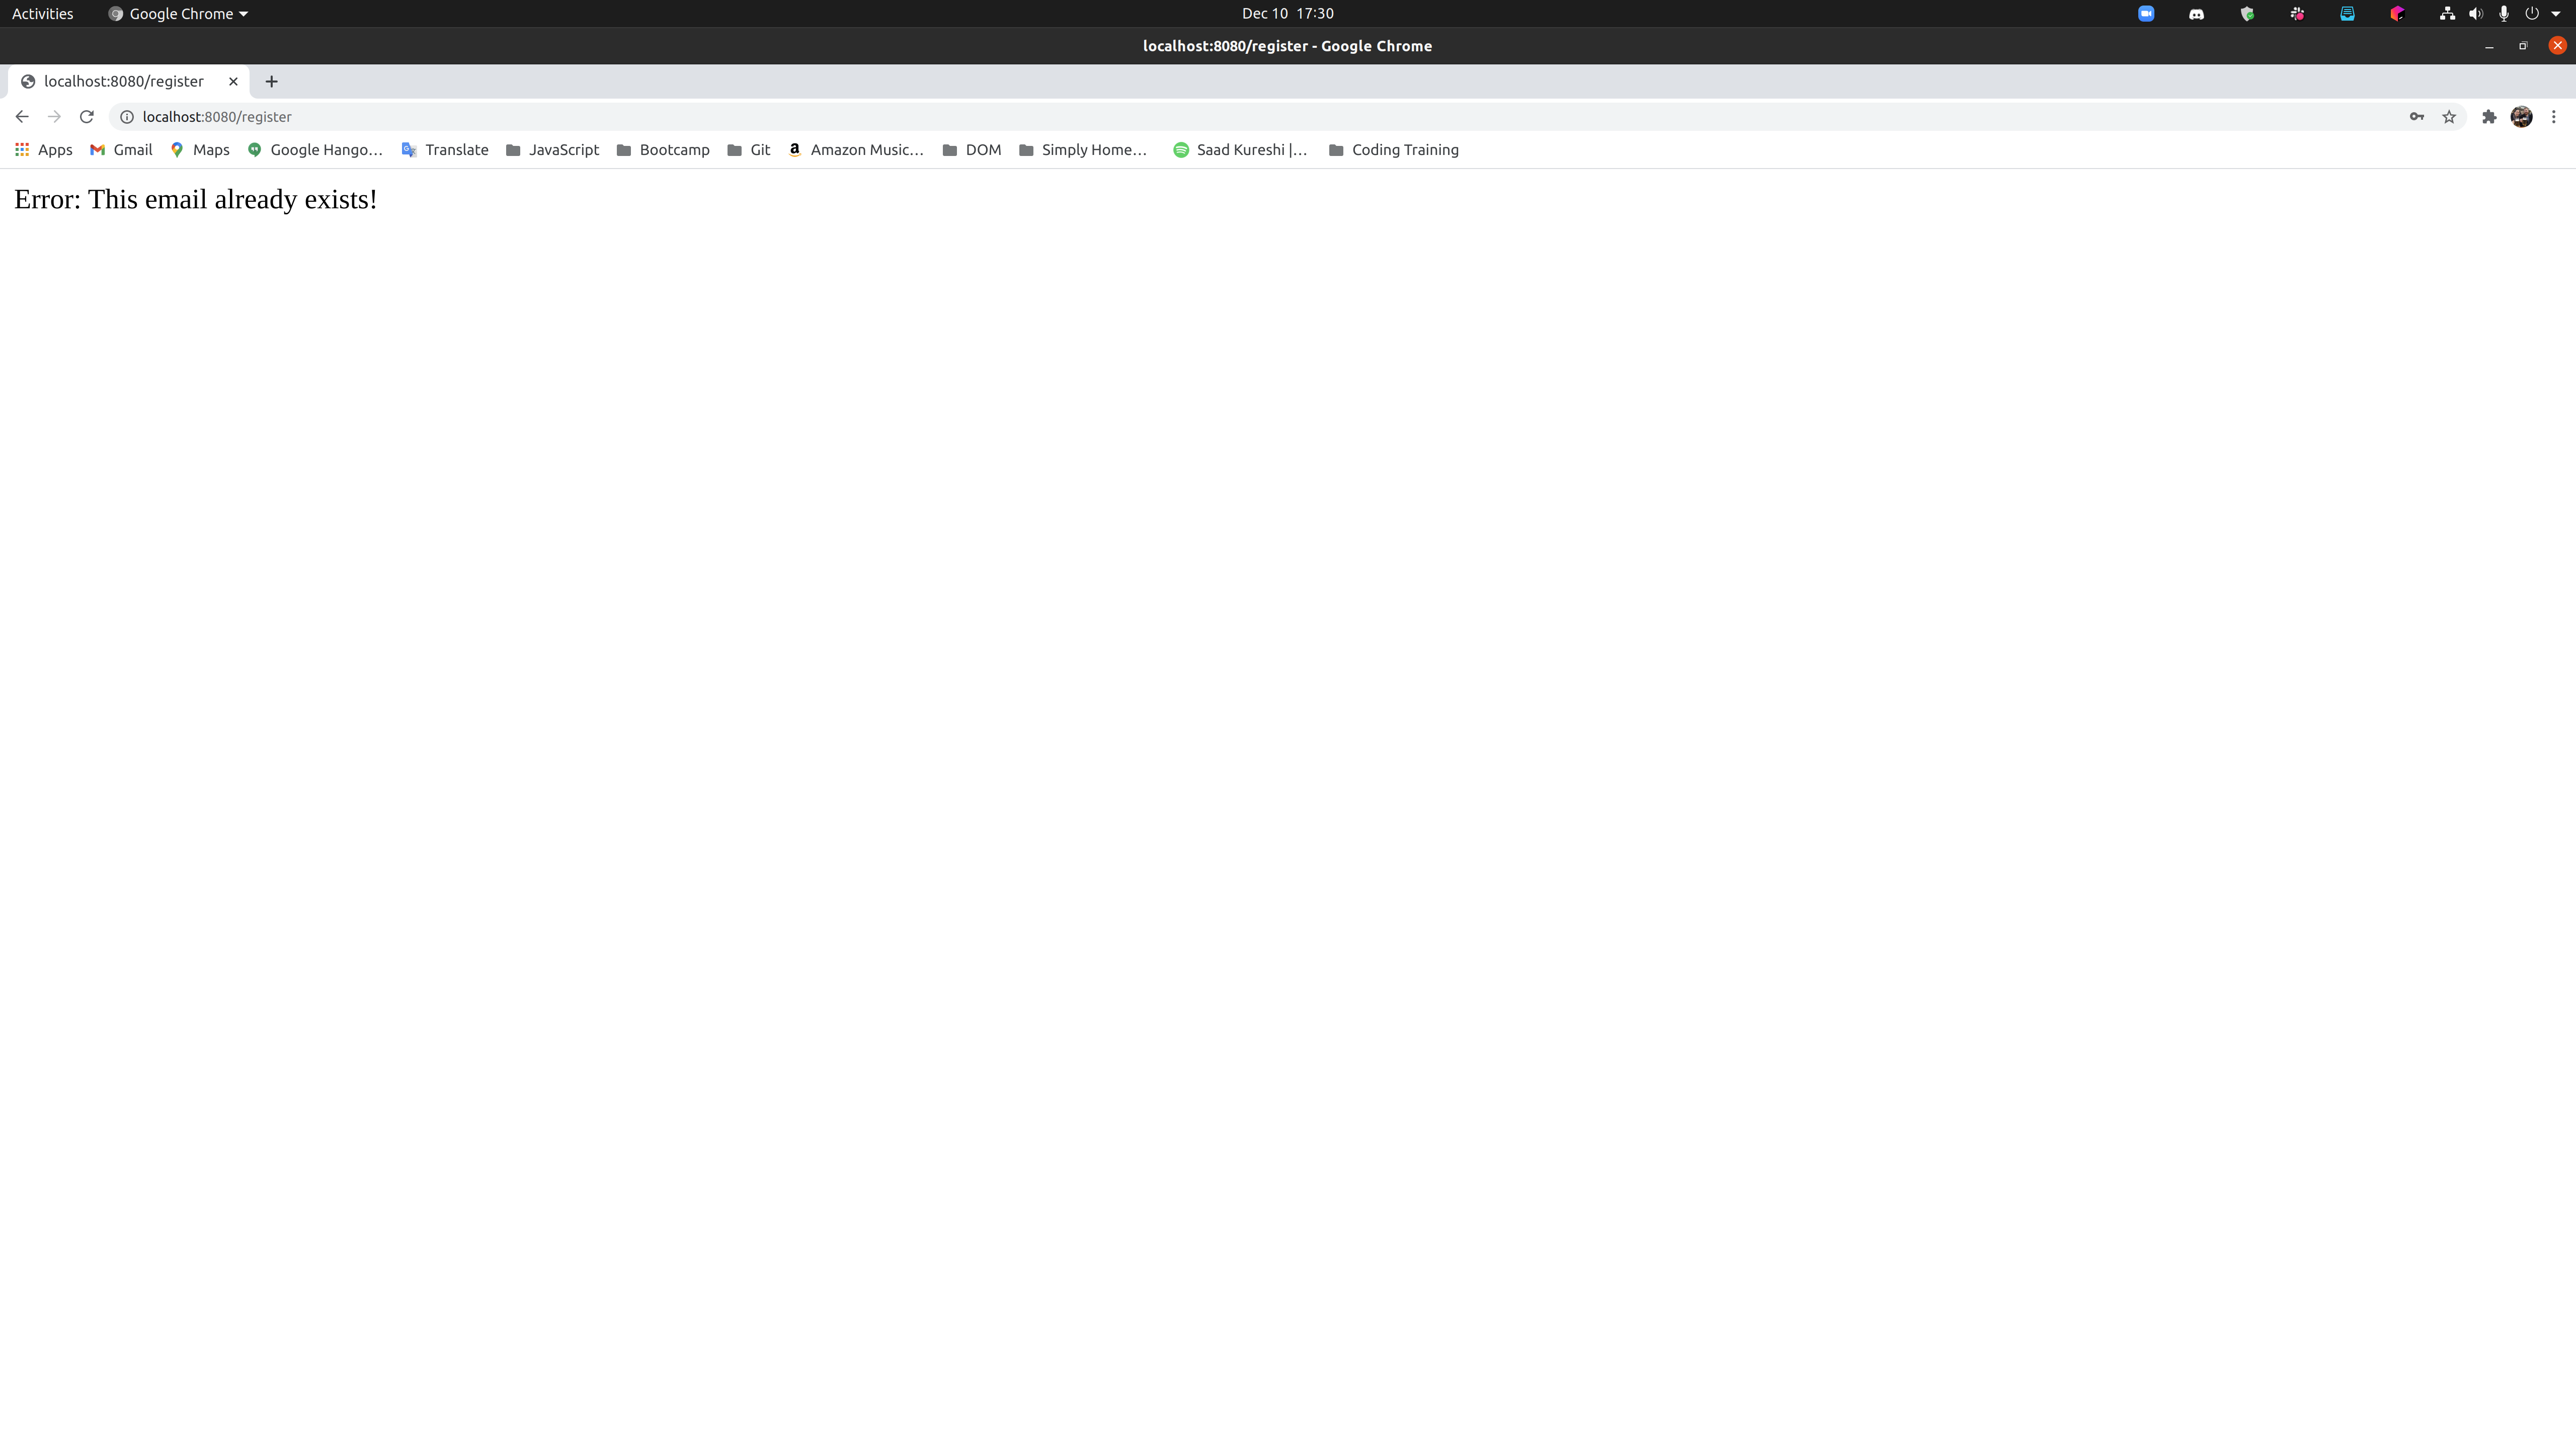 Activities Google Chrome Dec 10 17:30
localhost:8080/register - Google Chrome
localhost:8080/register
localhost:8080/register
Apps Gmail Maps Google Hango... Translate JavaScript Bootcamp Git Amazon Music... DOM Simply Home... Saad Kureshi |... Coding Training
Error: This email already exists!